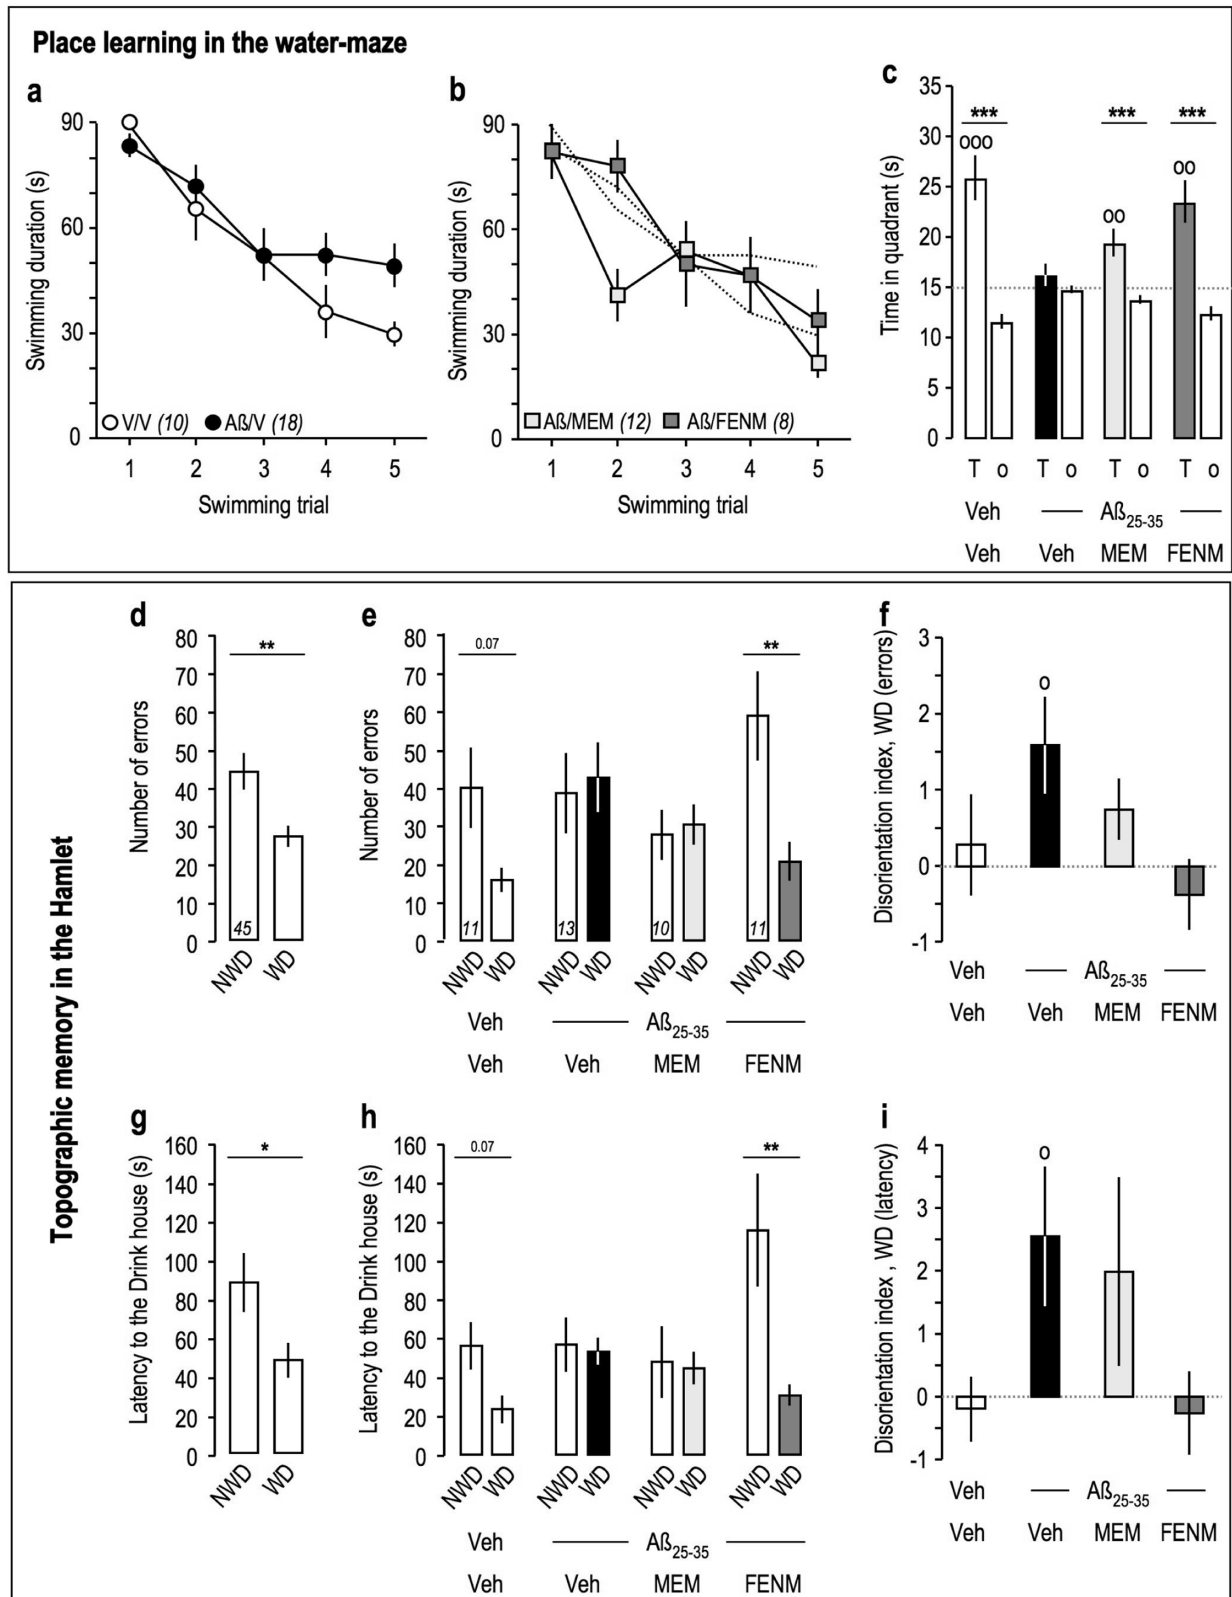 Place learning in the water-maze
a
Swimming duration (s)
90
60
30
0
V/V (10) Aß/V (18)
1 2 3 4 5
Swimming trial
b
Swimming duration (s)
90
60
30
0
Aß/MEM (12) Aß/FENM (8)
1 2 3 4 5
Swimming trial
c
Time in quadrant (s)
35
30
25
20
15
10
5
0
*** *** ***
ooo oo oo
T o T o T o T o
Veh Aß25-35
Veh Veh MEM FENM
Topographic memory in the Hamlet
d
Number of errors
80
70
60
50
40
30
20
10
0
**
45
NWD WD
e
Number of errors
80
70
60
50
40
30
20
10
0
0.07 **
11 13 10 11
NWD WD NWD WD NWD WD NWD WD
Veh Aß25-35
Veh Veh MEM FENM
f
Disorientation index, WD (errors)
3
2
1
0
-1
o
Veh Aß25-35
Veh Veh MEM FENM
g
Latency to the Drink house (s)
160
140
120
100
80
60
40
20
0
*
NWD WD
h
Latency to the Drink house (s)
160
140
120
100
80
60
40
20
0
0.07 **
NWD WD NWD WD NWD WD NWD WD
Veh Aß25-35
Veh Veh MEM FENM
i
Disorientation index , WD (latency)
4
3
2
1
0
-1
o
Veh Aß25-35
Veh Veh MEM FENM